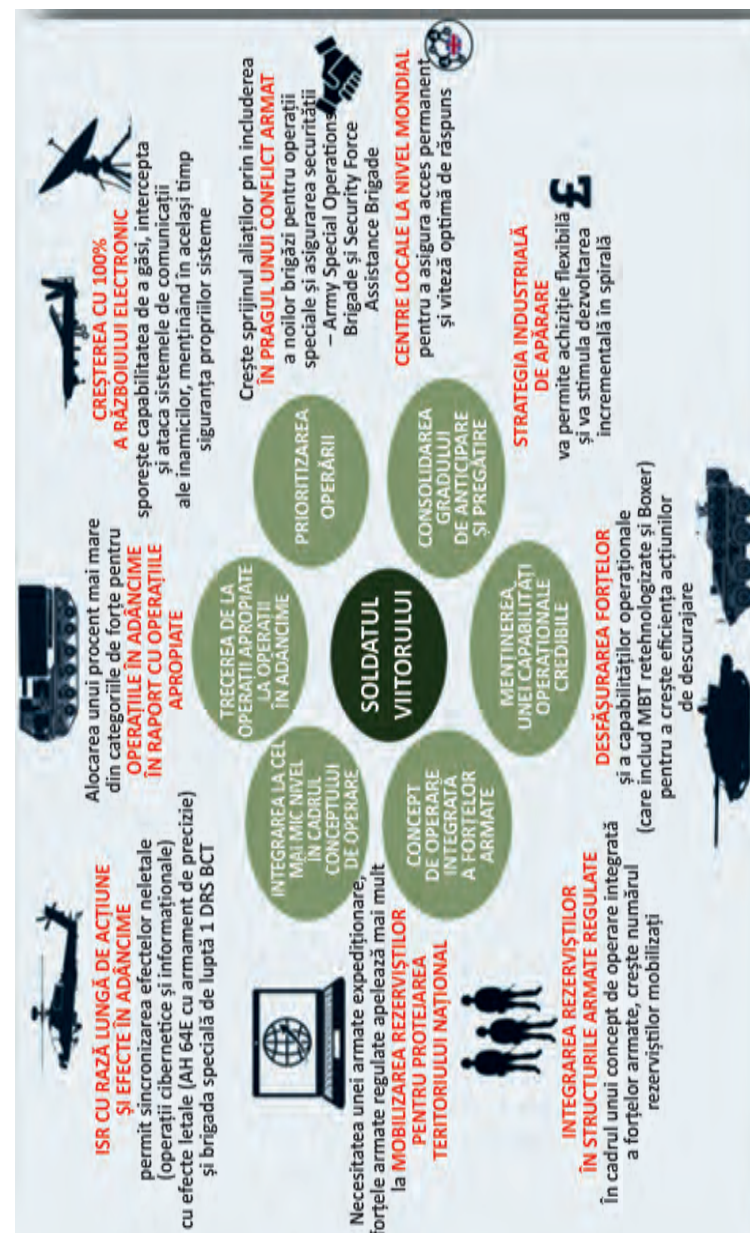 ISR CU RAZĂ LUNGĂ DE ACȚIUNE
ȘI EFECTE ÎN ADÂNCIME
permit sincronizarea efectelor neletale
(operații cibernetice și informaționale)
cu efecte letale (AH 64E cu armament de precizie)
și brigada specială de luptă 1 DRS BCT
Alocarea unui procent mai mare
din categoriile de forțe pentru
OPERAȚIILE ÎN ADÂNCIME
ÎN RAPORT CU OPERAȚIILE
APROPIATE
CREȘTEREA CU 100%
A RĂZBOIULUI ELECTRONIC
sporește capabilitatea de a găsi, intercepta
și ataca sistemele de comunicații
ale inamicilor, menținând în același timp
siguranța propriilor sisteme
Necesitatea unei armate expediționare,
forțele armate regulate apelează mai mult
la MOBILIZAREA REZERVIȘTILOR
PENTRU PROTEJAREA
TERITORIULUI NAȚIONAL
INTEGRAREA LA CEL
MAI MIC NIVEL
ÎN CADRUL
CONCEPTULUI
DE OPERARE
TRECEREA DE LA
OPERAȚII APROPIATE
LA OPERAȚII
ÎN ADÂNCIME
PRIORITIZAREA
OPERĂRII
Crește sprijinul aliaților prin includerea
ÎN PRAGUL UNUI CONFLICT ARMAT
a noilor brigăzi pentru operații
speciale și asigurarea securității
– Army Special Operations
Brigade și Security Force
Assistance Brigade
SOLDATUL
VIITORULUI
CONCEPT
DE OPERARE
INTEGRATĂ
A FORȚELOR
ARMATE
MENȚINEREA
UNEI CAPABILITĂȚI
OPERAȚIONALE
CREDIBILE
CONSOLIDAREA
GRADULUI
DE ANTICIPARE
ȘI PREGĂTIRE
CENTRE LOCALE LA NIVEL MONDIAL
pentru a asigura acces permanent
și viteză optimă de răspuns
INTEGRAREA REZERVIȘTILOR
ÎN STRUCTURILE ARMATE REGULATE
În cadrul unui concept de operare integrată
a forțelor armate, crește numărul
rezerviștilor mobilizați
DESFĂȘURAREA FORȚELOR
și a capabilităților operaționale
(care includ MBT retehnologizate și Boxer)
pentru a crește eficiența acțiunilor
de descurajare
STRATEGIA INDUSTRIALĂ
DE APĂRARE
va permite achiziție flexibilă
și va stimula dezvoltarea
incrementală în spirală
£